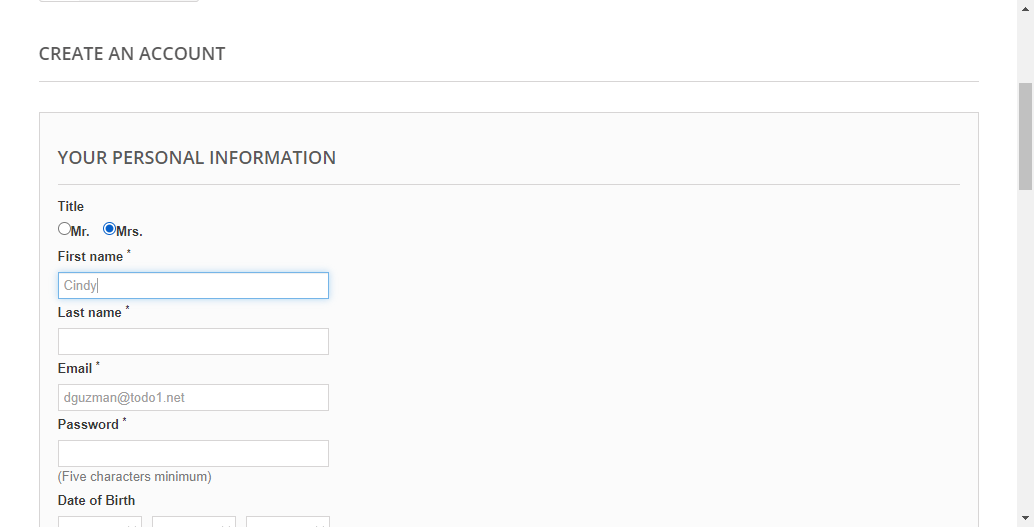 CREATE AN ACCOUNT
YOUR PERSONAL INFORMATION
Title
Mr. Mrs.
First name *
Cindy
Last name *
Email *
dguzman@todo1.net
Password *
(Five characters minimum)
Date of Birth